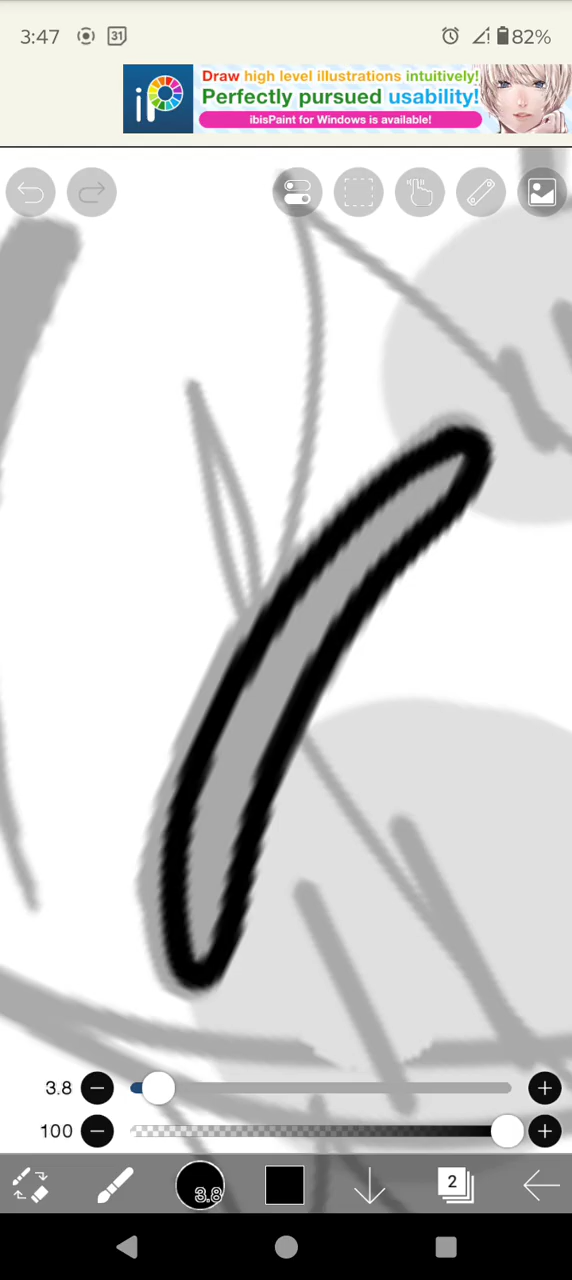 3:47 31 82%
iP Draw high level illustrations intuitively!
Perfectly pursued usability!
ibisPaint for Windows is available!
3.8
100
3.8 2